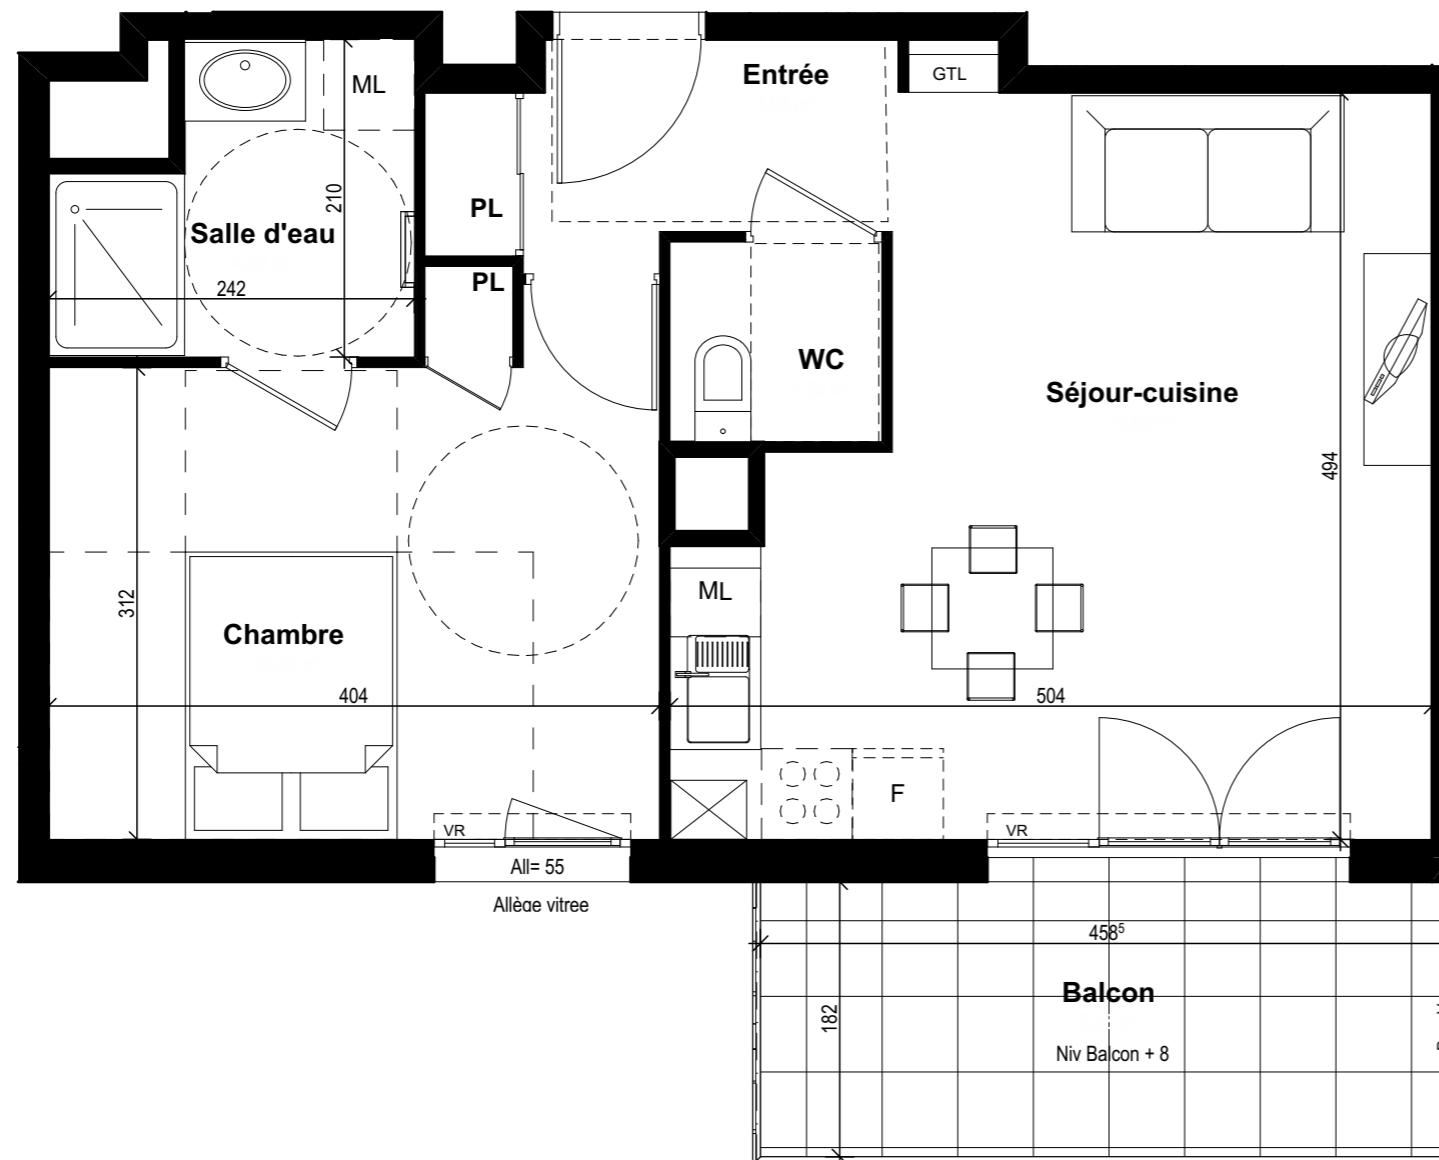 Entrée
GTL
ML
PL
210
Salle d'eau
242
PL
WC
Séjour-cuisine
494
312
ML
Chambre
404
504
F
VR
VR
All= 55
Allège vitree
458⁵
Balcon
182
Niv Balcon + 8